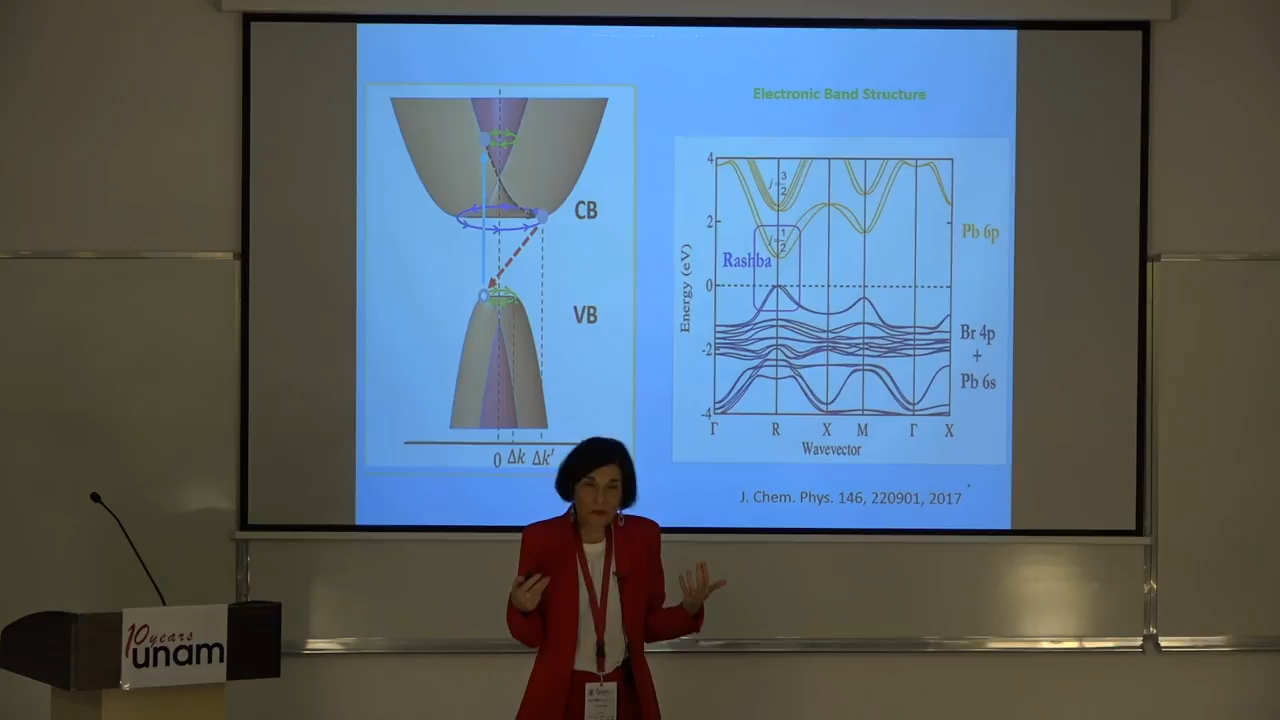 CB
VB
0 Δk Δk′
Electronic Band Structure
4
2
0
-2
-4
Energy (eV)
j=3/2
j=1/2
Rashba
Pb 6p
Br 4p
+
Pb 6s
Γ R X M Γ X
Wavevector
J. Chem. Phys. 146, 220901, 2017
10 years
unam